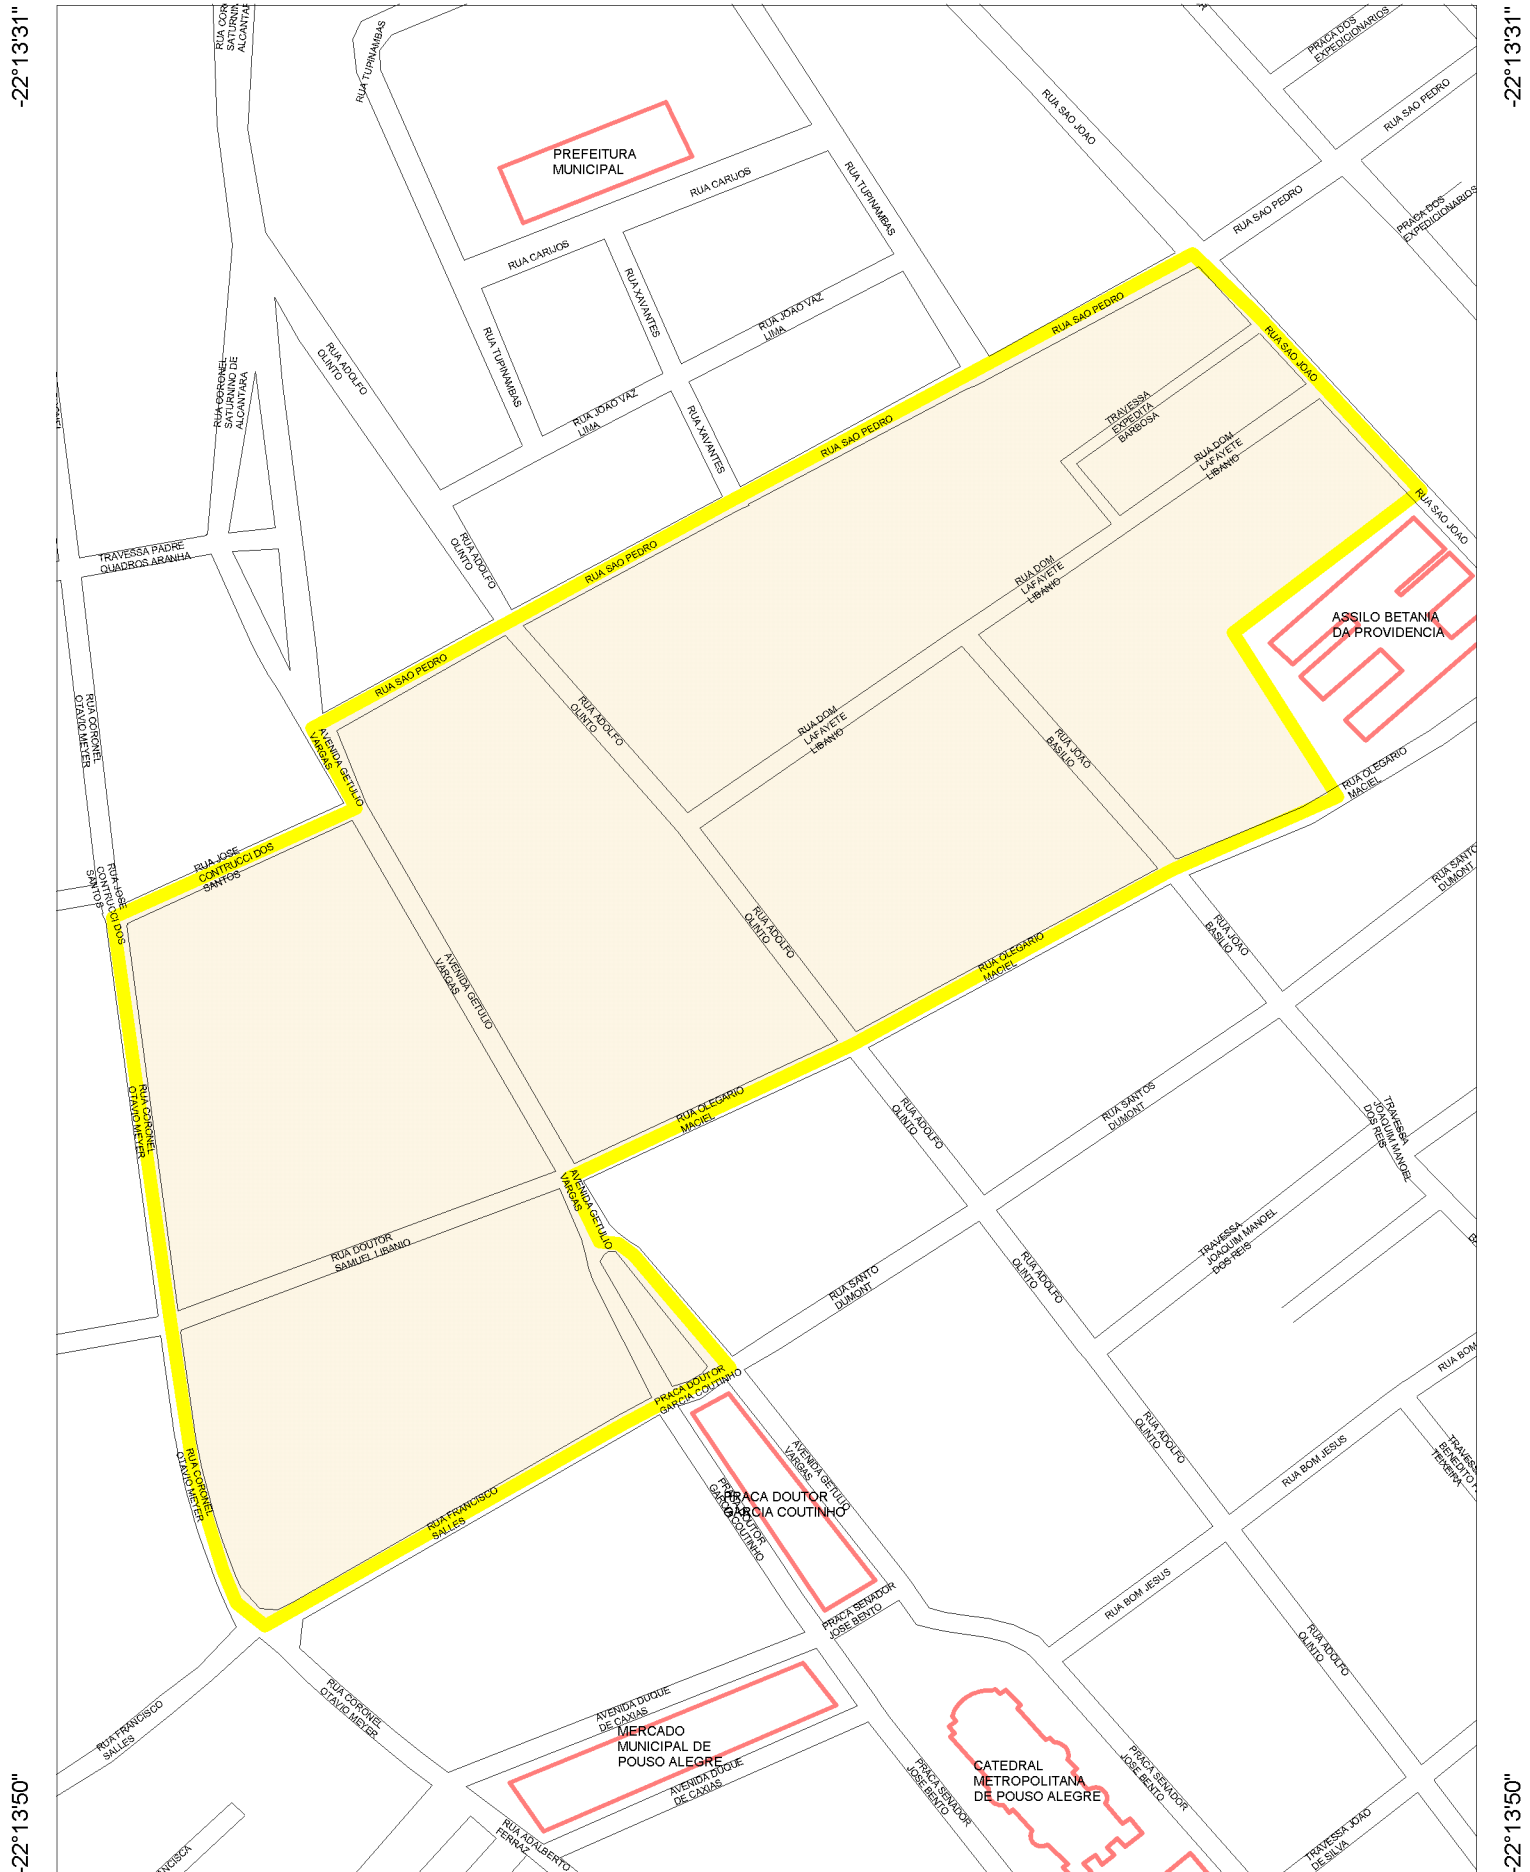 -22°13'31"
-22°13'31"
SATURNIN
ALCANTAR
RUA TUPINAMBAS
PRACA DOS
EXPEDICIONARIOS
RUA SAO PEDRO
RUA SAO JOAO
PREFEITURA
MUNICIPAL
RUA CARIJOS
RUA TUPINAMBAS
RUA SAO PEDRO
PRACA DOS
EXPEDICIONARIOS
RUA CARIJOS
RUA XAVANTES
RUA JOAO VAZ
LIMA
RUA SAO PEDRO
RUA SAO JOAO
RUA ADOLFO
OLINTO
RUA TUPINAMBAS
RUA CORONEL
SATURNINO DE
ALCANTARA
RUA JOAO VAZ
LIMA
RUA XAVANTES
RUA SAO PEDRO
TRAVESSA
EXPEDITA
BARBOSA
RUA DOM
LAFAYETE
LIBANIO
RUA SAO JOAO
TRAVESSA PADRE
QUADROS ARANHA
RUA ADOLFO
OLINTO
RUA SAO PEDRO
RUA DOM
LAFAYETE
LIBANIO
ASSILO BETANIA
DA PROVIDENCIA
RUA SAO PEDRO
RUA CORONEL
OTAVIO MEYER
AVENIDA GETULIO
VARGAS
RUA ADOLFO
OLINTO
RUA DOM
LAFAYETE
LIBANIO
RUA JOAO
BASILIO
RUA OLEGARIO
MACIEL
RUA JOSE
CONTRUCCI DOS
SANTOS
RUA JOSE
CONTRUCCI DOS
SANTOS
RUA SANTO
DUMONT
RUA ADOLFO
OLINTO
RUA JOAO
BASILIO
AVENIDA GETULIO
VARGAS
RUA OLEGARIO
MACIEL
RUA CORONEL
OTAVIO MEYER
RUA OLEGARIO
MACIEL
RUA ADOLFO
OLINTO
RUA SANTOS
DUMONT
TRAVESSA
JOAQUIM MANOEL
DOS REIS
AVENIDA GETULIO
VARGAS
RUA DOUTOR
SAMUEL LIBANIO
TRAVESSA
JOAQUIM MANOEL
DOS REIS
RUA SANTO
DUMONT
RUA ADOLFO
OLINTO
RUA BOM
PRACA DOUTOR
GARCIA COUTINHO
RUA ADOLFO
OLINTO
RUA BOM JESUS
TRAVESS
BENEDITO
TEIXEIRA
AVENIDA GETULIO
VARGAS
RUA CORONEL
OTAVIO MEYER
RUA FRANCISCO
SALLES
PRACA DOUTOR
GARCIA COUTINHO
PRACA DOUTOR
GARCIA COUTINHO
RUA BOM JESUS
PRACA SENADOR
JOSE BENTO
RUA ADOLFO
OLINTO
RUA FRANCISCO
SALLES
RUA CORONEL
OTAVIO MEYER
AVENIDA DUQUE
DE CAXIAS
MERCADO
MUNICIPAL DE
POUSO ALEGRE
AVENIDA DUQUE
DE CAXIAS
CATEDRAL
METROPOLITANA
DE POUSO ALEGRE
PRACA SENADOR
JOSE BENTO
PRACA SENADOR
JOSE BENTO
RUA ADALBERTO
FERRAZ
TRAVESSA JOAO
DE SILVA
NCISCA
-22°13'50"
-22°13'50"